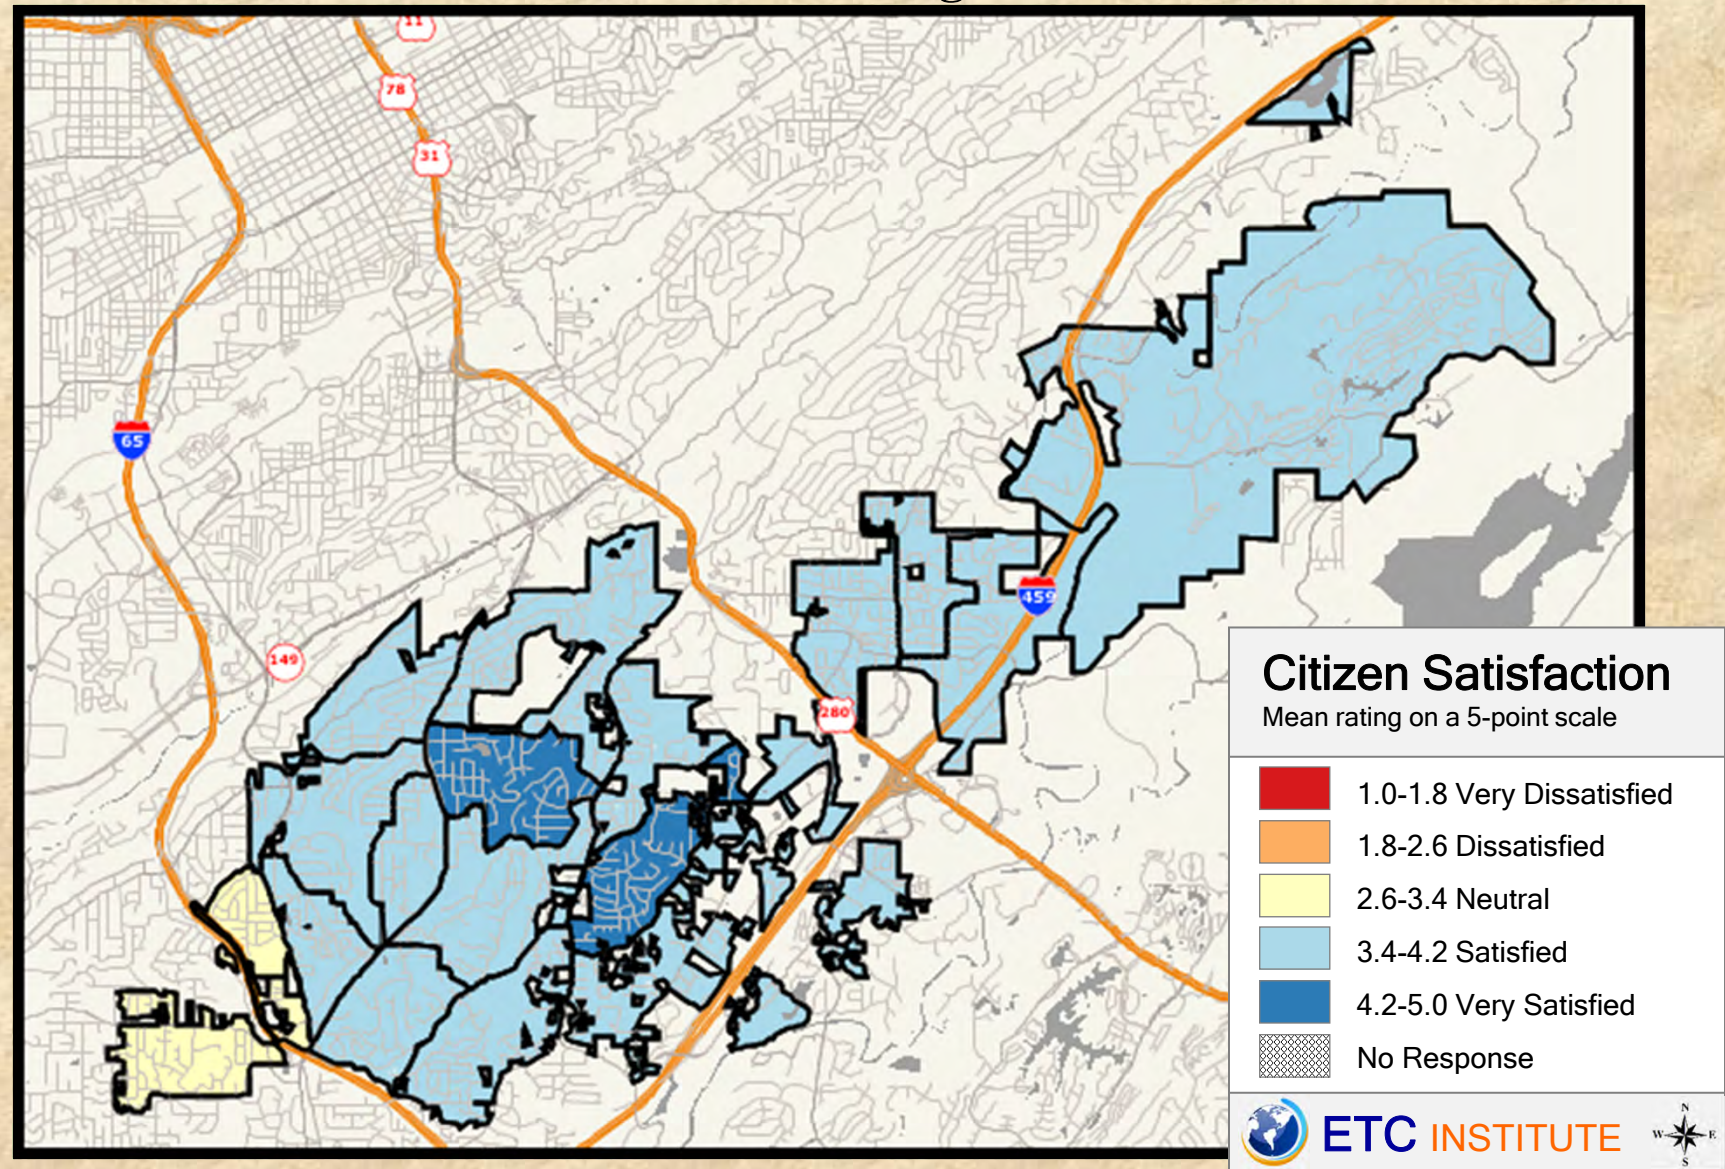 11
78
31
65
459
149
280
Citizen Satisfaction
Mean rating on a 5-point scale
1.0-1.8 Very Dissatisfied
1.8-2.6 Dissatisfied
2.6-3.4 Neutral
3.4-4.2 Satisfied
4.2-5.0 Very Satisfied
No Response
ETC INSTITUTE
N
W E
S